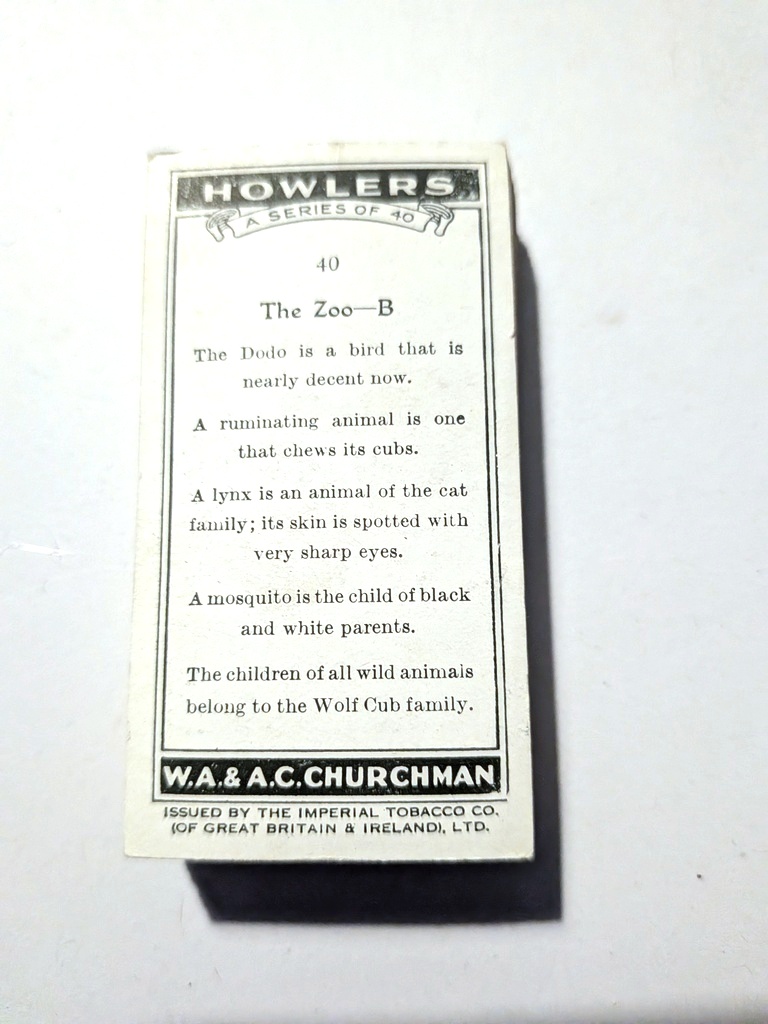 HOWLERS
A SERIES OF 40
40
The Zoo—B
The Dodo is a bird that is
nearly decent now.
A ruminating animal is one
that chews its cubs.
A lynx is an animal of the cat
family; its skin is spotted with
very sharp eyes.
A mosquito is the child of black
and white parents.
The children of all wild animals
belong to the Wolf Cub family.
W.A. & A.C. CHURCHMAN
ISSUED BY THE IMPERIAL TOBACCO CO.
(OF GREAT BRITAIN & IRELAND), LTD.